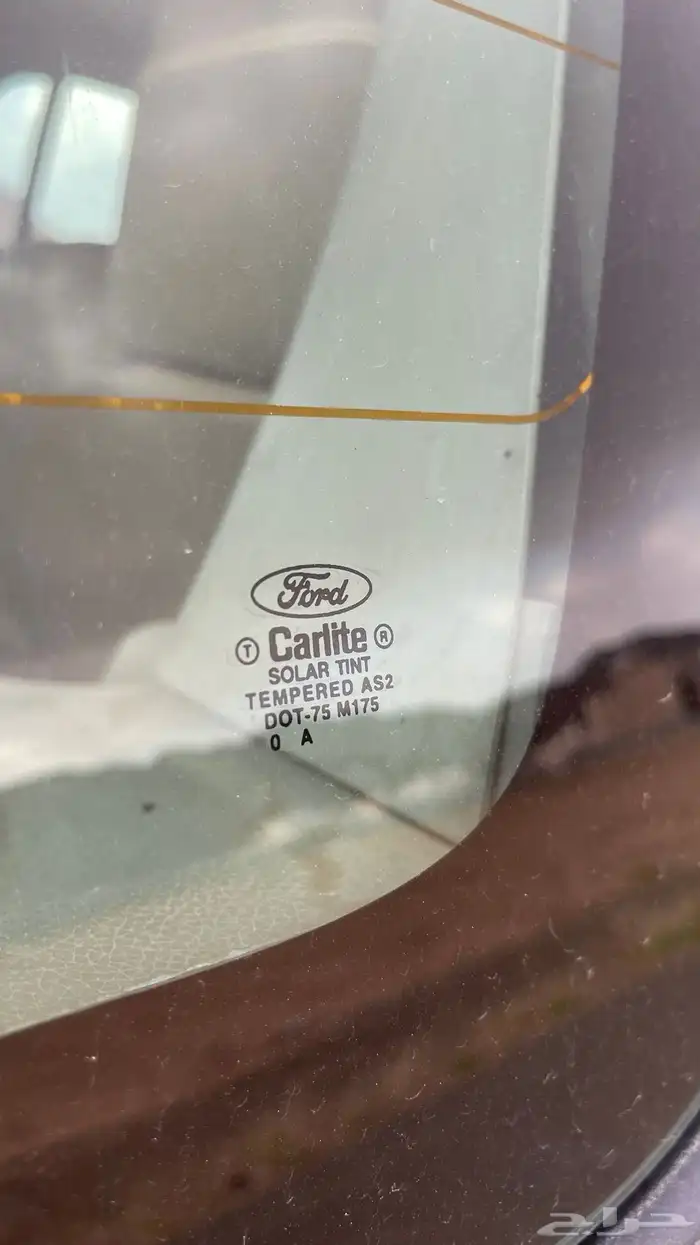 Ford
T Carlite ®
SOLAR TINT
TEMPERED AS2
DOT-75 M175
0 A
حراج